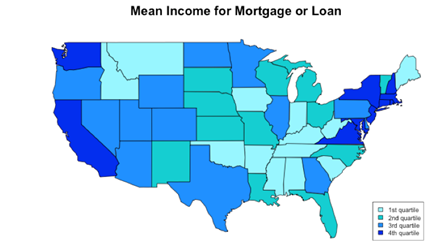 Mean Income for Mortgage or Loan
1st quartile
2nd quartile
3rd quartile
4th quartile